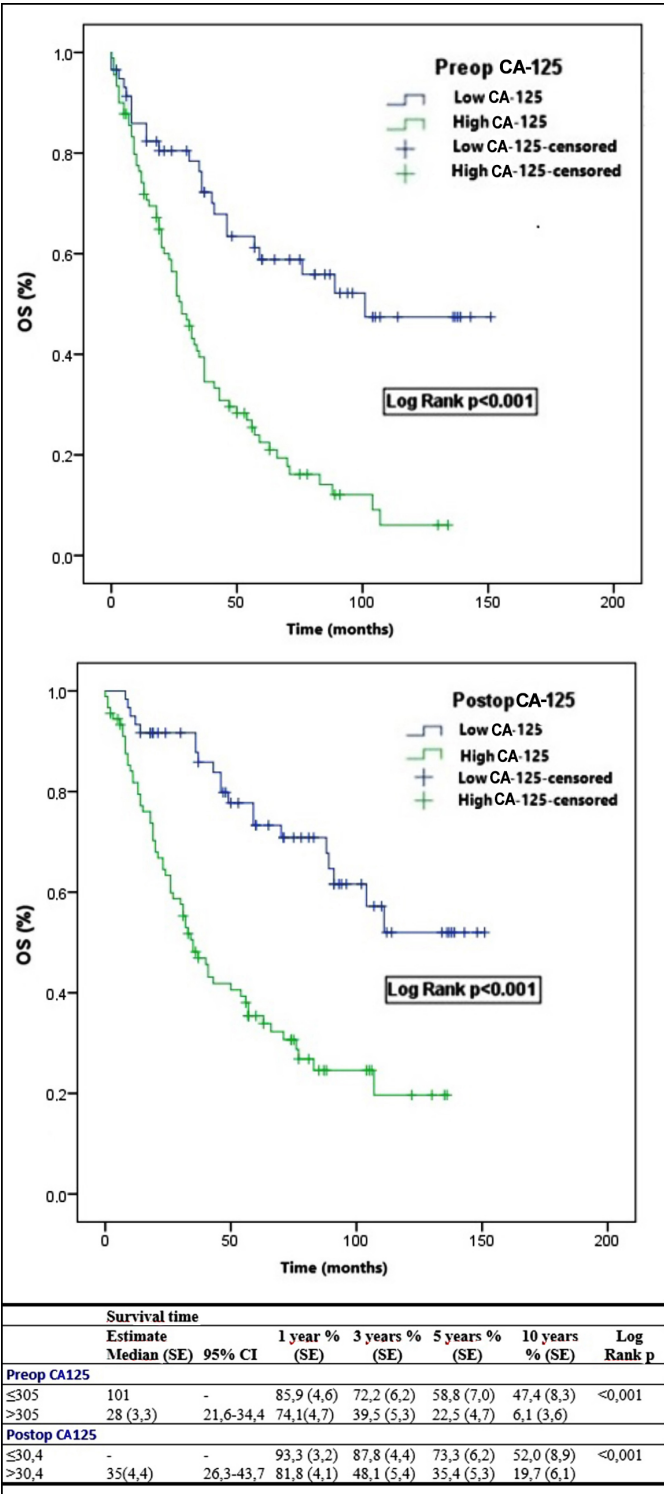 Preop CA-125
Low CA-125
High CA-125
Low CA-125-censored
High CA-125-censored
1.0
0.8
0.6
0.4
0.2
0.0
OS (%)
Log Rank p<0.001
0 50 100 150 200
Time (months)
Postop CA-125
Low CA-125
High CA-125
Low CA-125-censored
High CA-125-censored
1.0
0.8
0.6
0.4
0.2
0.0
OS (%)
Log Rank p<0.001
0 50 100 150 200
Time (months)
Survival time
Estimate 1 year % 3 years % 5 years % 10 years Log
Median (SE) 95% CI (SE) (SE) (SE) % (SE) Rank p
Preop CA125
≤305 101 - 85,9 (4,6) 72,2 (6,2) 58,8 (7,0) 47,4 (8,3) <0,001
>305 28 (3,3) 21,6-34,4 74,1(4,7) 39,5 (5,3) 22,5 (4,7) 6,1 (3,6)
Postop CA125
≤30,4 - - 93,3 (3,2) 87,8 (4,4) 73,3 (6,2) 52,0 (8,9) <0,001
>30,4 35(4,4) 26,3-43,7 81,8 (4,1) 48,1 (5,4) 35,4 (5,3) 19,7 (6,1)